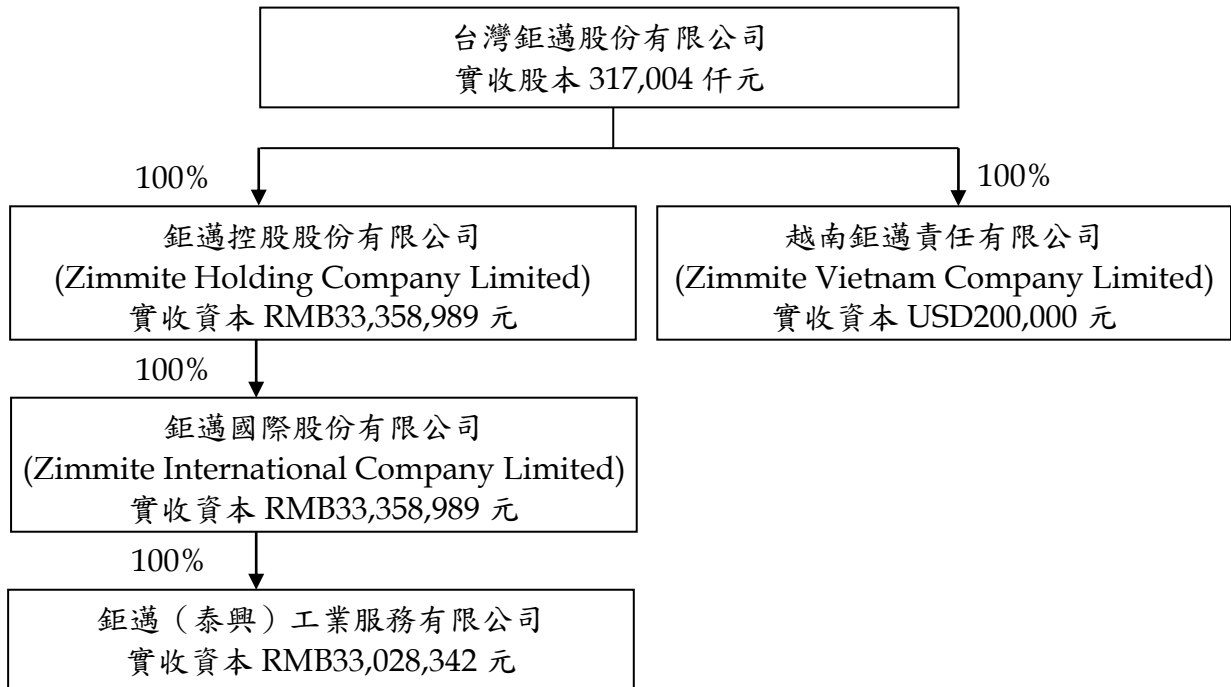 台灣鉅邁股份有限公司
實收股本 317,004 仟元
100%
100%
鉅邁控股股份有限公司
(Zimmite Holding Company Limited)
實收資本 RMB33,358,989 元
越南鉅邁責任有限公司
(Zimmite Vietnam Company Limited)
實收資本 USD200,000 元
100%
鉅邁國際股份有限公司
(Zimmite International Company Limited)
實收資本 RMB33,358,989 元
100%
鉅邁（泰興）工業服務有限公司
實收資本 RMB33,028,342 元